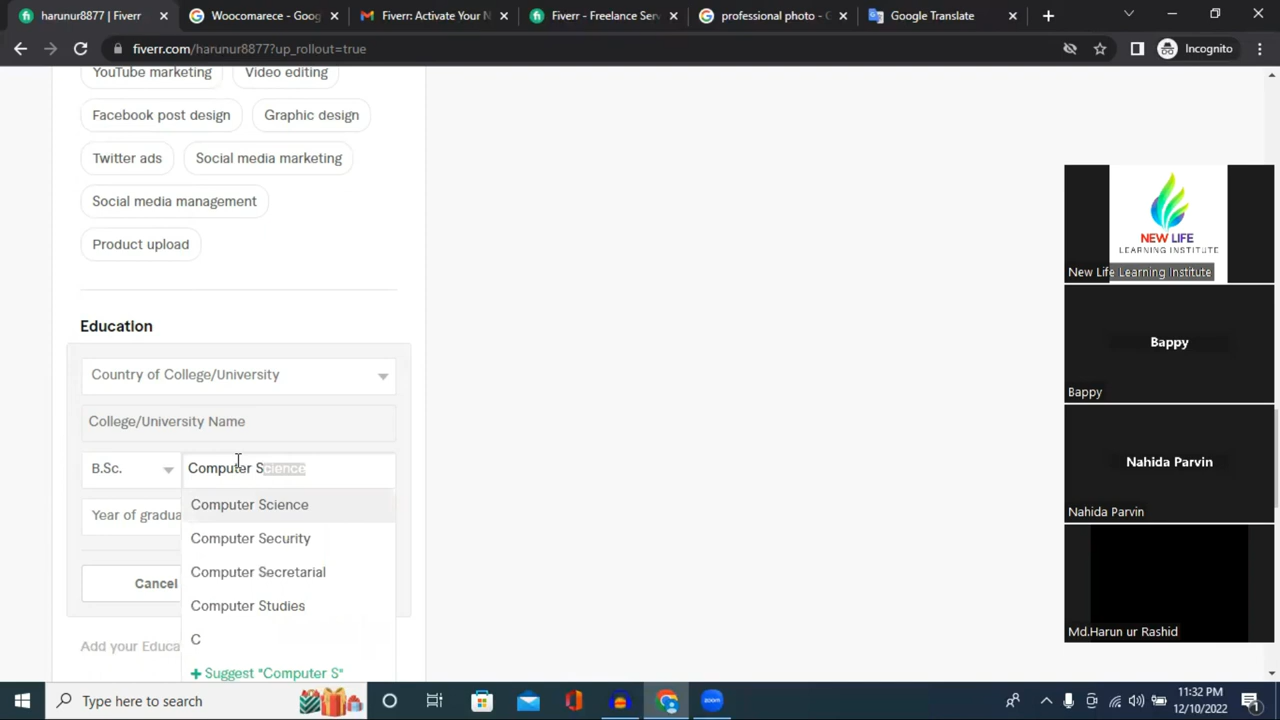 harunur8877 | Fiverr
Woocomarece - Goog
Fiverr: Activate Your N
Fiverr - Freelance Serv
professional photo - G
Google Translate
fiverr.com/harunur8877?up_rollout=true
Incognito
YouTube marketing
Video editing
Facebook post design
Graphic design
Twitter ads
Social media marketing
Social media management
Product upload
Education
Country of College/University
College/University Name
B.Sc.
Computer Science
Year of gradua
Computer Science
Computer Security
Computer Secretarial
Computer Studies
C
+ Suggest "Computer S"
Cancel
Add your Educa
NEW LIFE
LEARNING INSTITUTE
New Life Learning Institute
Bappy
Bappy
Nahida Parvin
Nahida Parvin
Md.Harun ur Rashid
Type here to search
11:32 PM
12/10/2022
1